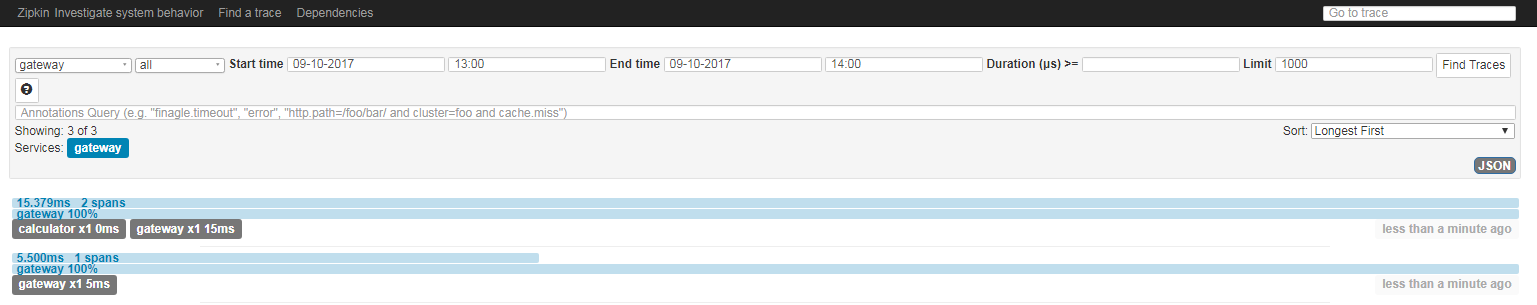 Zipkin Investigate system behavior Find a trace Dependencies Go to trace
gateway all Start time 09-10-2017 13:00 End time 09-10-2017 14:00 Duration (μs) >= Limit 1000 Find Traces
?
Annotations Query (e.g. "finagle.timeout", "error", "http.path=/foo/bar/ and cluster=foo and cache.miss")
Showing: 3 of 3 Sort: Longest First
Services: gateway
JSON
15.379ms 2 spans
gateway 100%
calculator x1 0ms gateway x1 15ms less than a minute ago
5.500ms 1 spans
gateway 100%
gateway x1 5ms less than a minute ago